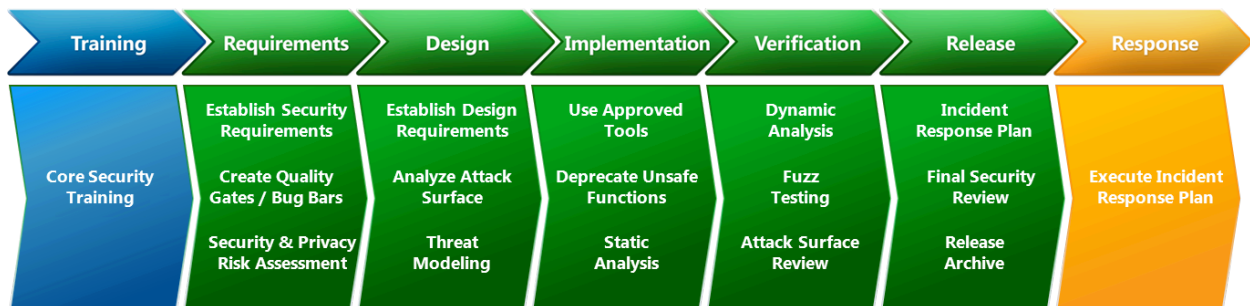 Training
Requirements
Design
Implementation
Verification
Release
Response
Core Security
Training
Establish Security
Requirements
Create Quality
Gates / Bug Bars
Security & Privacy
Risk Assessment
Establish Design
Requirements
Analyze Attack
Surface
Threat
Modeling
Use Approved
Tools
Deprecate Unsafe
Functions
Static
Analysis
Dynamic
Analysis
Fuzz
Testing
Attack Surface
Review
Incident
Response Plan
Final Security
Review
Release
Archive
Execute Incident
Response Plan